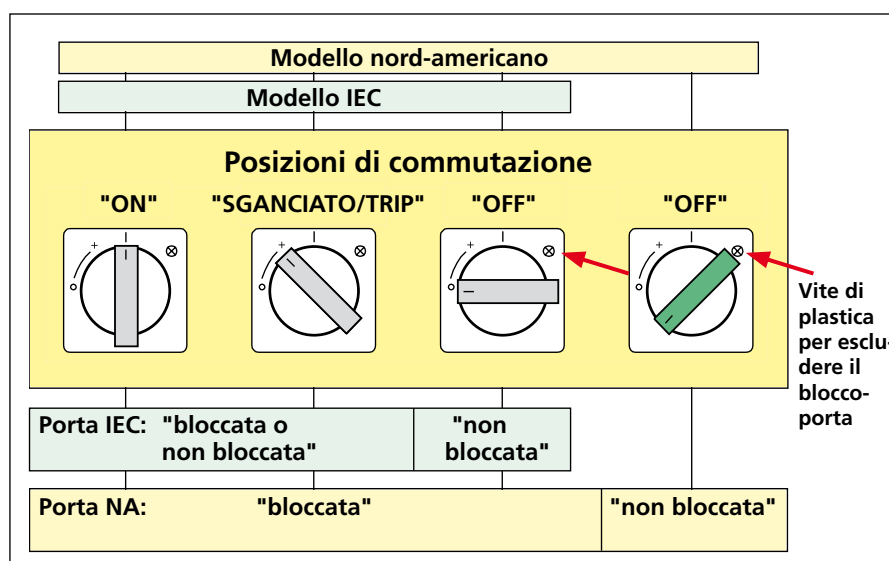 Modello nord-americano
Modello IEC
Posizioni di commutazione
"ON" "SGANCIATO/TRIP" "OFF" "OFF"
Vite di
plastica
per esclu-
dere il
blocco-
porta
Porta IEC: "bloccata o
non bloccata"
"non
bloccata"
Porta NA: "bloccata" "non bloccata"